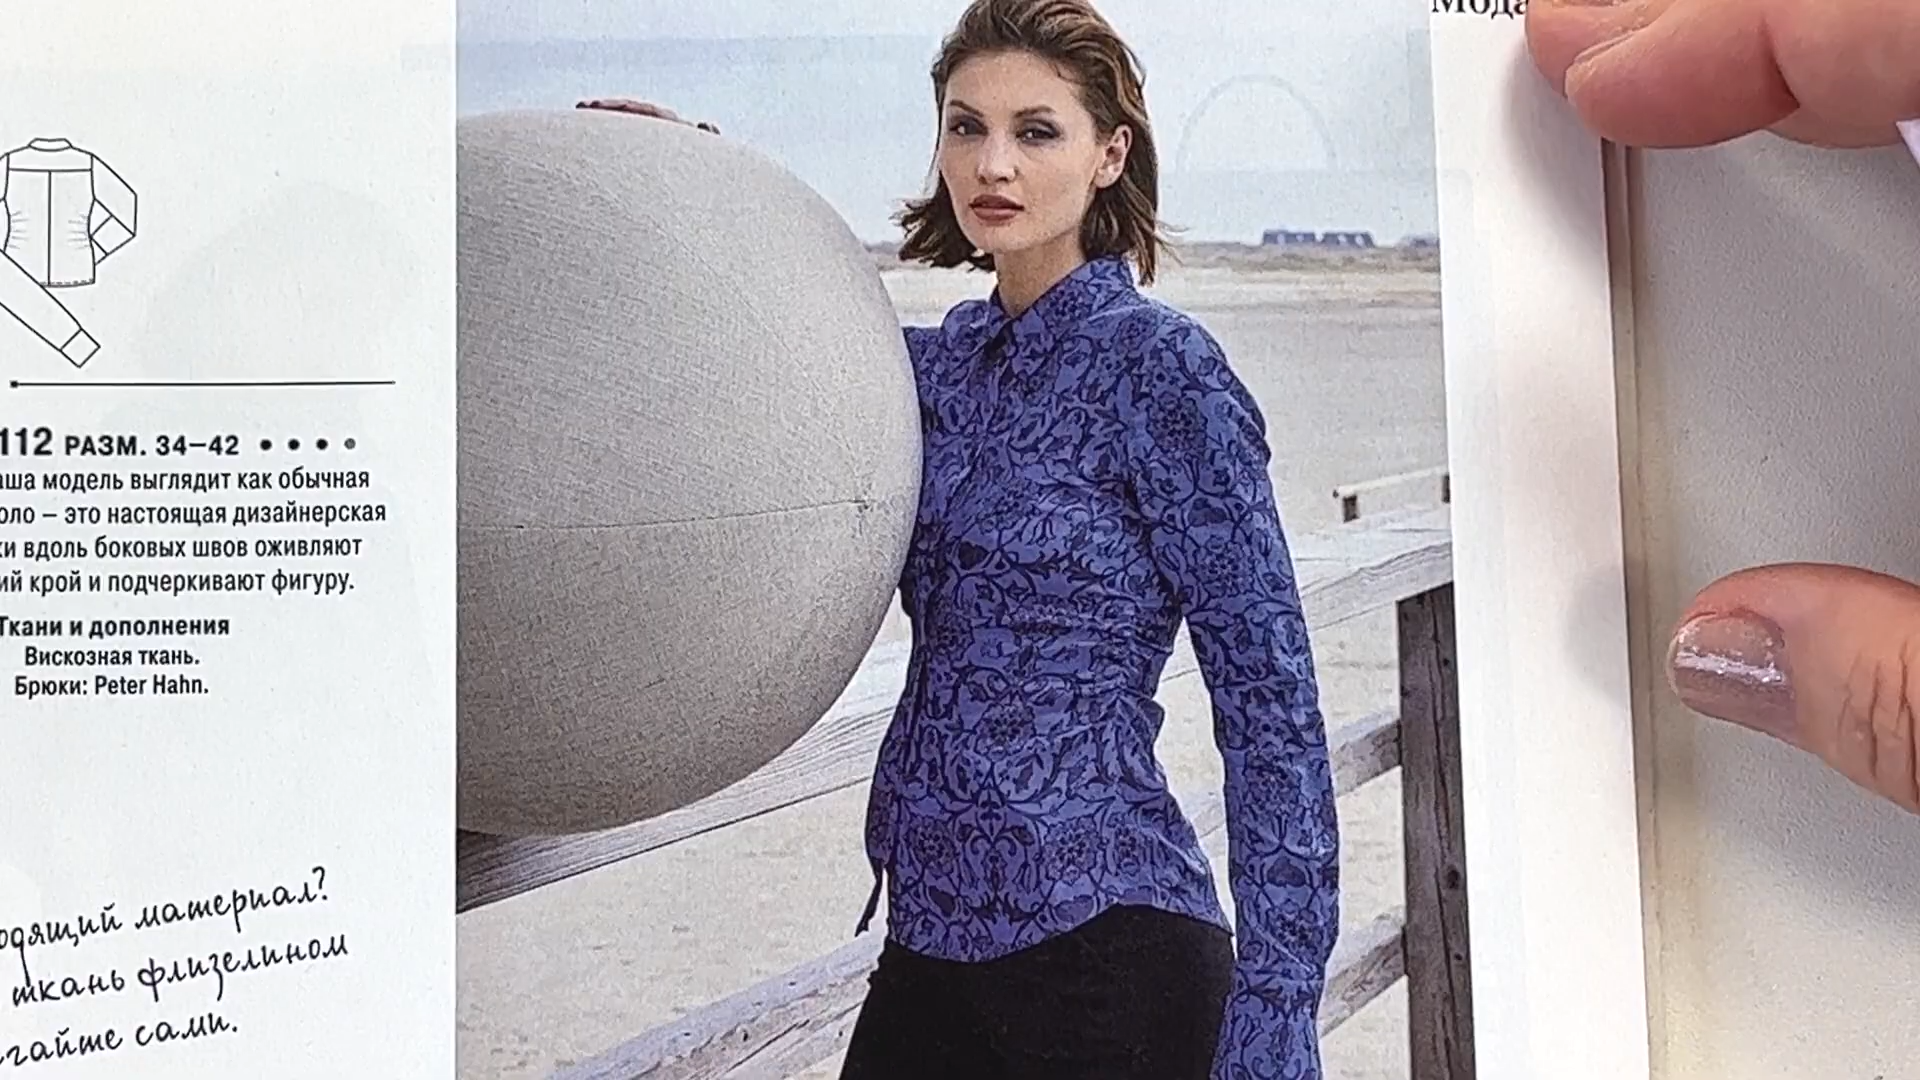 Мода
112 РАЗМ. 34–42
аша модель выглядит как обычная
оло – это настоящая дизайнерская
ки вдоль боковых швов оживляют
ий крой и подчеркивают фигуру.
Ткани и дополнения
Вискозная ткань.
Брюки: Peter Hahn.
одящий материал?
ткань флизелином
гайте сами.